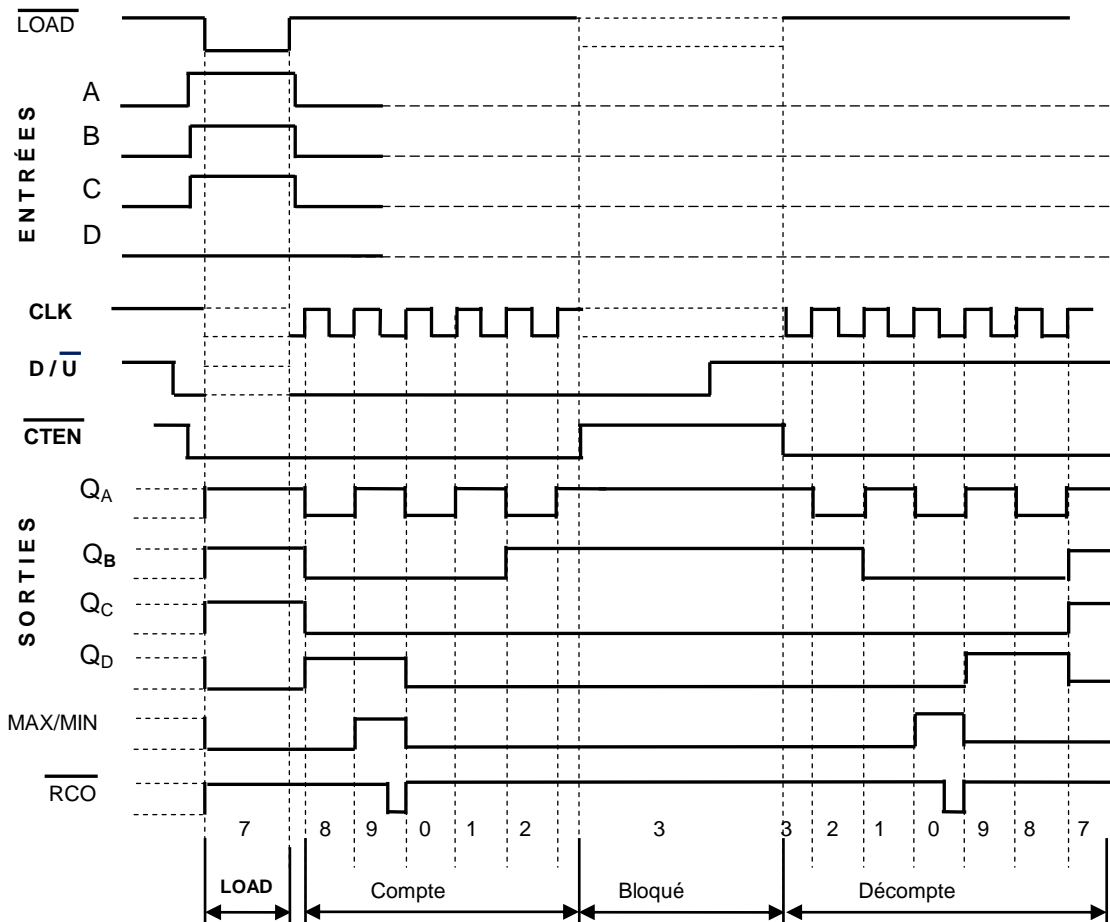 LOAD
ENTRÉES
A
B
C
D
CLK
D / U
CTEN
SORTIES
QA
QB
QC
QD
MAX/MIN
RCO
7 8 9 0 1 2 3 3 2 1 0 9 8 7
LOAD Compte Bloqué Décompte